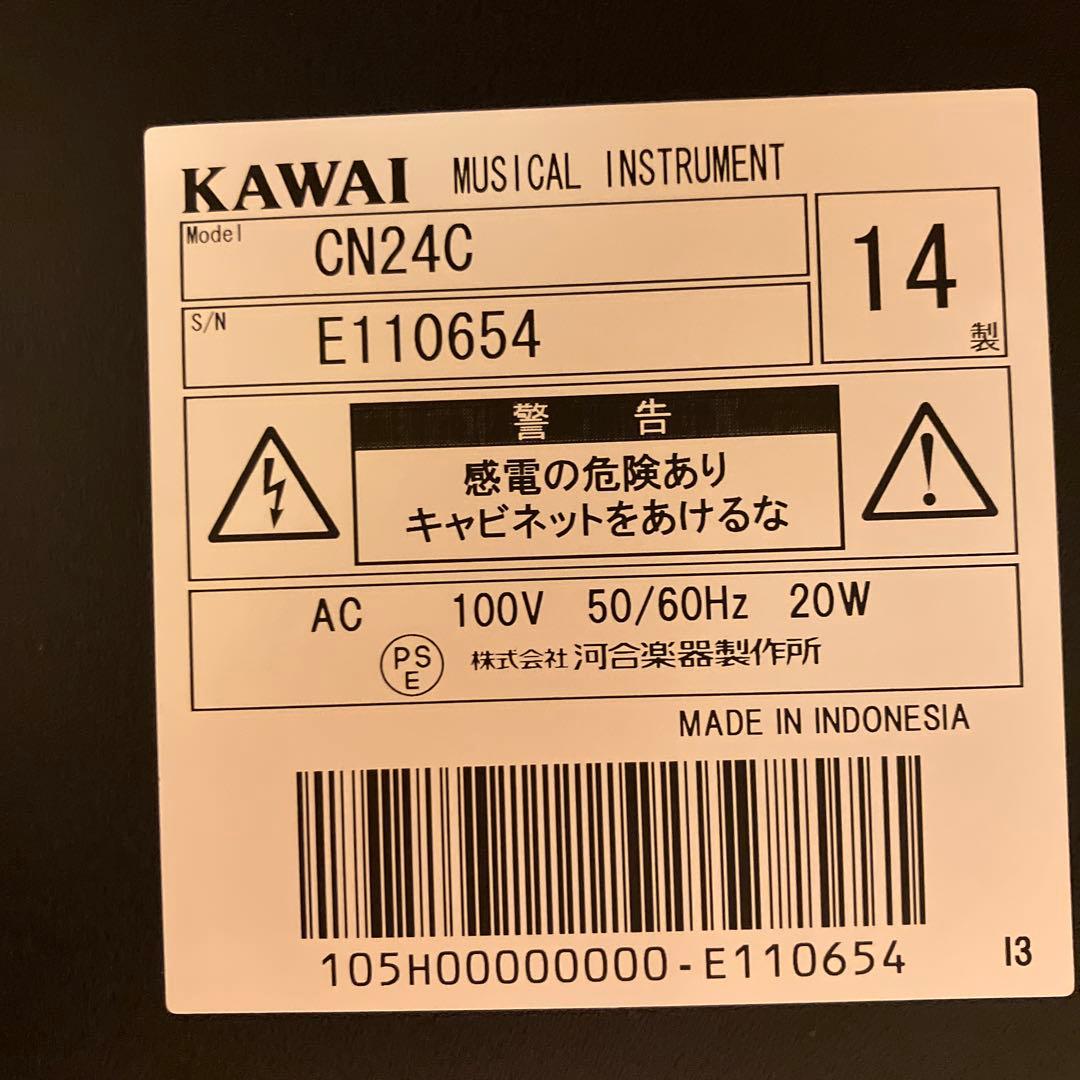 KAWAI MUSICAL INSTRUMENT
Model CN24C
14製
S/N E110654
警告
感電の危険あり
キャビネットをあけるな
AC 100V 50/60Hz 20W
PSE 株式会社河合楽器製作所
MADE IN INDONESIA
105H00000000-E110654
I3